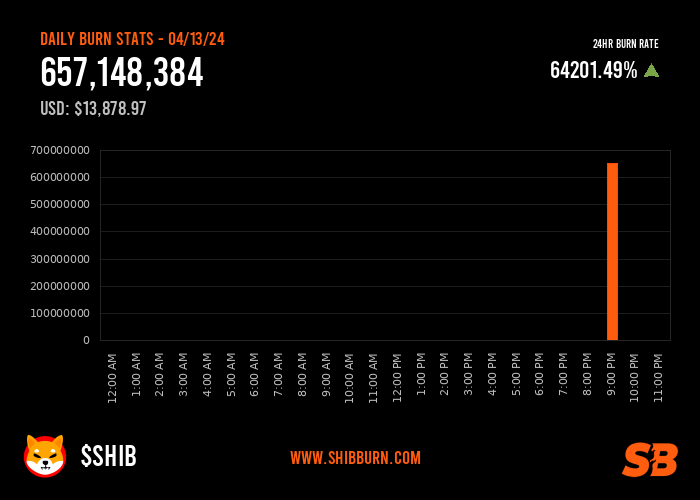 DAILY BURN STATS - 04/13/24
657,148,384
USD: $13,878.97
24HR BURN RATE
64201.49%
700000000
600000000
500000000
400000000
300000000
200000000
100000000
0
12:00 AM
1:00 AM
2:00 AM
3:00 AM
4:00 AM
5:00 AM
6:00 AM
7:00 AM
8:00 AM
9:00 AM
10:00 AM
11:00 AM
12:00 PM
1:00 PM
2:00 PM
3:00 PM
4:00 PM
5:00 PM
6:00 PM
7:00 PM
8:00 PM
9:00 PM
10:00 PM
11:00 PM
$SHIB
WWW.SHIBBURN.COM
SB